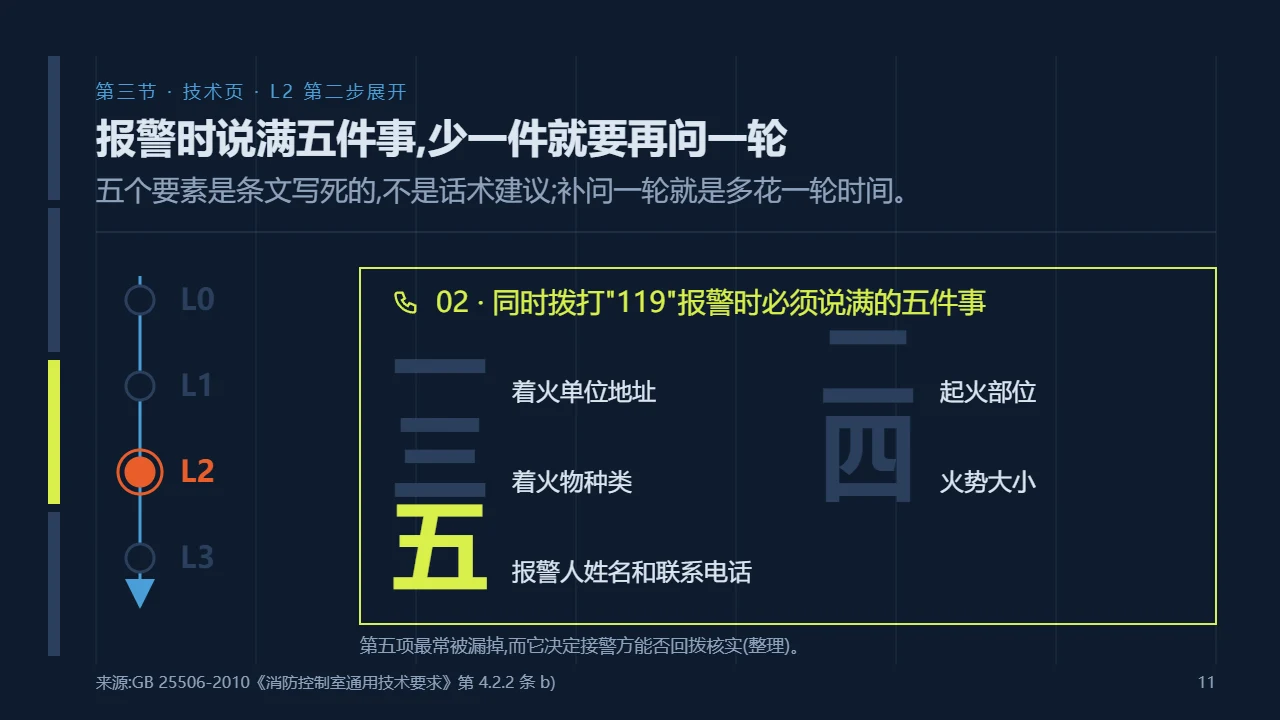 第三节 · 技术页 · L2 第二步展开
报警时说满五件事,少一件就要再问一轮
五个要素是条文写死的,不是话术建议;补问一轮就是多花一轮时间。
L0
L1
L2
L3
02 · 同时拨打"119"报警时必须说满的五件事
一 着火单位地址
二 起火部位
三 着火物种类
四 火势大小
五 报警人姓名和联系电话
第五项最常被漏掉,而它决定接警方能否回拨核实(整理)。
来源:GB 25506-2010《消防控制室通用技术要求》第 4.2.2 条 b)
11